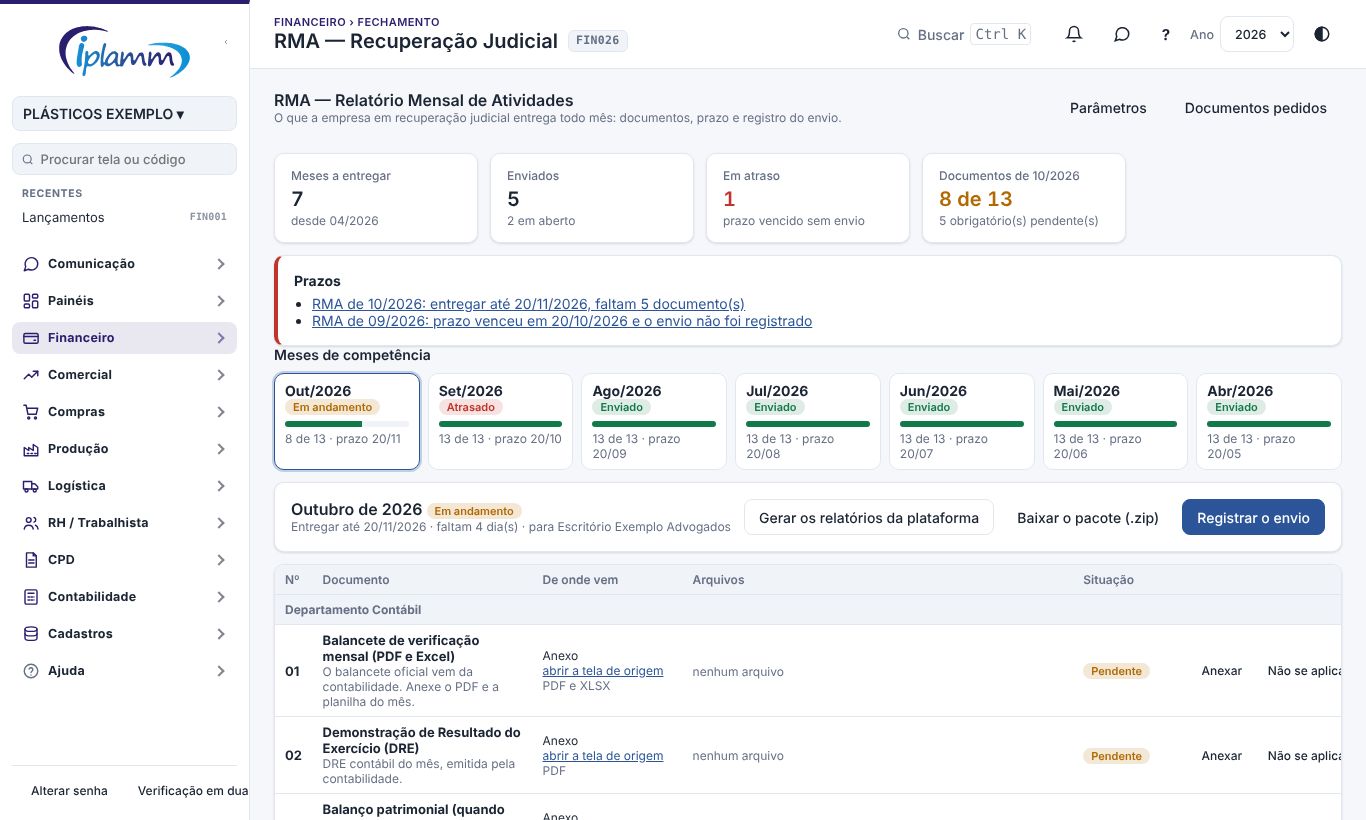 iplamm
PLÁSTICOS EXEMPLO ▾
Procurar tela ou código
RECENTES
Lançamentos FIN001
Comunicação
Painéis
Financeiro
Comercial
Compras
Produção
Logística
RH / Trabalhista
CPD
Contabilidade
Cadastros
Ajuda
Alterar senha Verificação em dua
FINANCEIRO › FECHAMENTO
RMA — Recuperação Judicial FIN026
Buscar Ctrl K ? Ano 2026
RMA — Relatório Mensal de Atividades
O que a empresa em recuperação judicial entrega todo mês: documentos, prazo e registro do envio.
Parâmetros Documentos pedidos
Meses a entregar
7
desde 04/2026
Enviados
5
2 em aberto
Em atraso
1
prazo vencido sem envio
Documentos de 10/2026
8 de 13
5 obrigatório(s) pendente(s)
Prazos
RMA de 10/2026: entregar até 20/11/2026, faltam 5 documento(s)
RMA de 09/2026: prazo venceu em 20/10/2026 e o envio não foi registrado
Meses de competência
Out/2026
Em andamento
8 de 13 · prazo 20/11
Set/2026
Atrasado
13 de 13 · prazo 20/10
Ago/2026
Enviado
13 de 13 · prazo
20/09
Jul/2026
Enviado
13 de 13 · prazo
20/08
Jun/2026
Enviado
13 de 13 · prazo
20/07
Mai/2026
Enviado
13 de 13 · prazo
20/06
Abr/2026
Enviado
13 de 13 · prazo
20/05
Outubro de 2026 Em andamento
Entregar até 20/11/2026 · faltam 4 dia(s) · para Escritório Exemplo Advogados
Gerar os relatórios da plataforma Baixar o pacote (.zip) Registrar o envio
Nº Documento De onde vem Arquivos Situação
Departamento Contábil
01
Balancete de verificação
mensal (PDF e Excel)
O balancete oficial vem da
contabilidade. Anexe o PDF e a
planilha do mês.
Anexo
abrir a tela de origem
PDF e XLSX
nenhum arquivo
Pendente
Anexar Não se aplica
02
Demonstração de Resultado do
Exercício (DRE)
DRE contábil do mês, emitida pela
contabilidade.
Anexo
abrir a tela de origem
PDF
nenhum arquivo
Pendente
Anexar Não se aplica
Balanço patrimonial (quando
Anexo